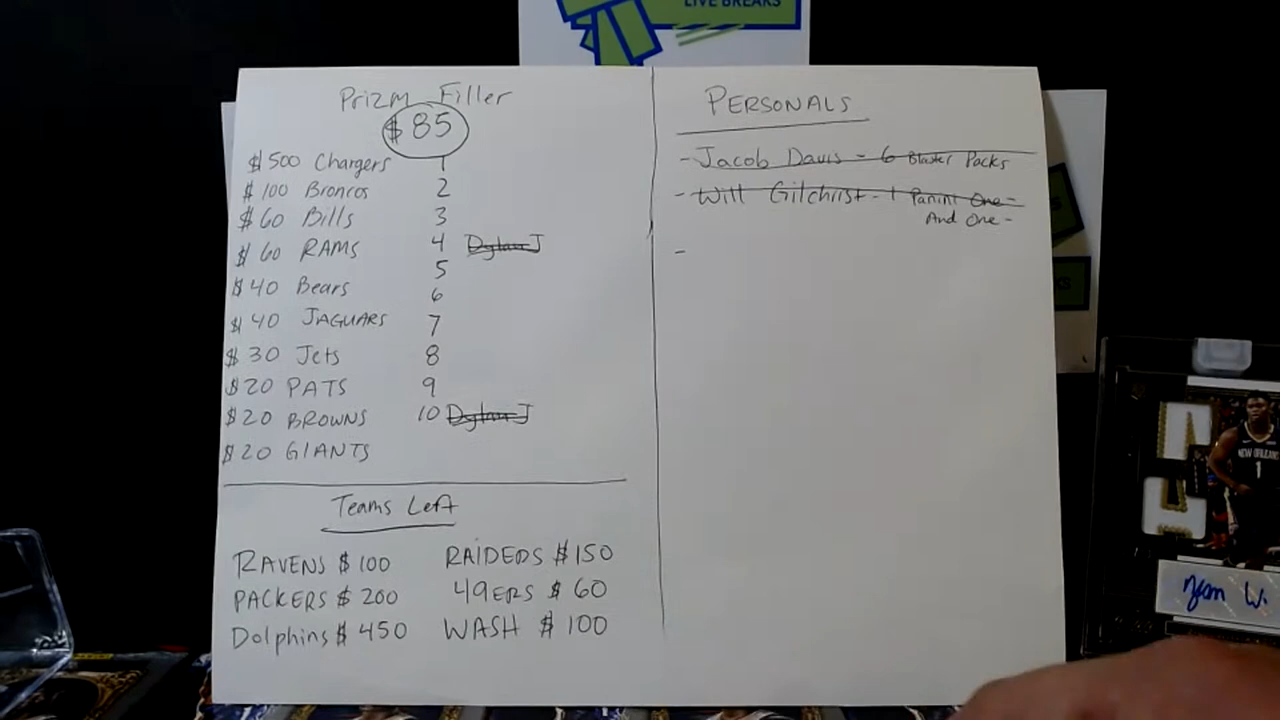 LIVE BREAKS
Prizm Filler
$85
$500 Chargers 1
$100 Broncos 2
$60 Bills 3
$60 RAMS 4 Dylan J
5
$40 Bears 6
$40 JAGUARS 7
$30 Jets 8
$20 PATS 9
$20 BROWNS 10 Dylan J
$20 GIANTS
Teams Left
RAVENS $100 RAIDERS $150
PACKERS $200 49ERS $60
Dolphins $450 WASH $100
PERSONALS
- Jacob Davis - 6 Blaster Packs
- Will Gilchrist - 1 Panini One -
And One -
-
NEW ORLEANS
1